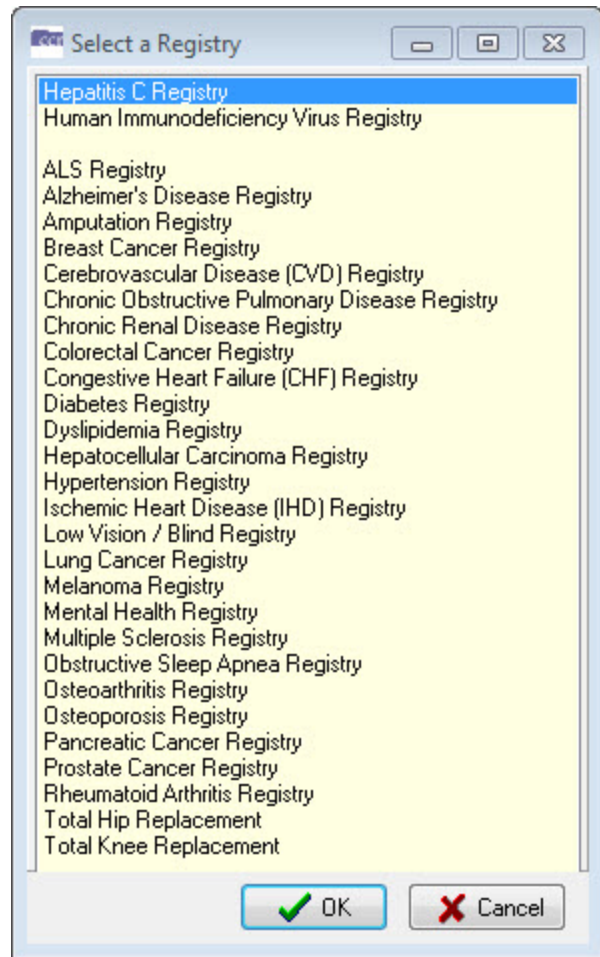 ccr Select a Registry
Hepatitis C Registry
Human Immunodeficiency Virus Registry
ALS Registry
Alzheimer's Disease Registry
Amputation Registry
Breast Cancer Registry
Cerebrovascular Disease (CVD) Registry
Chronic Obstructive Pulmonary Disease Registry
Chronic Renal Disease Registry
Colorectal Cancer Registry
Congestive Heart Failure (CHF) Registry
Diabetes Registry
Dyslipidemia Registry
Hepatocellular Carcinoma Registry
Hypertension Registry
Ischemic Heart Disease (IHD) Registry
Low Vision / Blind Registry
Lung Cancer Registry
Melanoma Registry
Mental Health Registry
Multiple Sclerosis Registry
Obstructive Sleep Apnea Registry
Osteoarthritis Registry
Osteoporosis Registry
Pancreatic Cancer Registry
Prostate Cancer Registry
Rheumatoid Arthritis Registry
Total Hip Replacement
Total Knee Replacement
OK Cancel